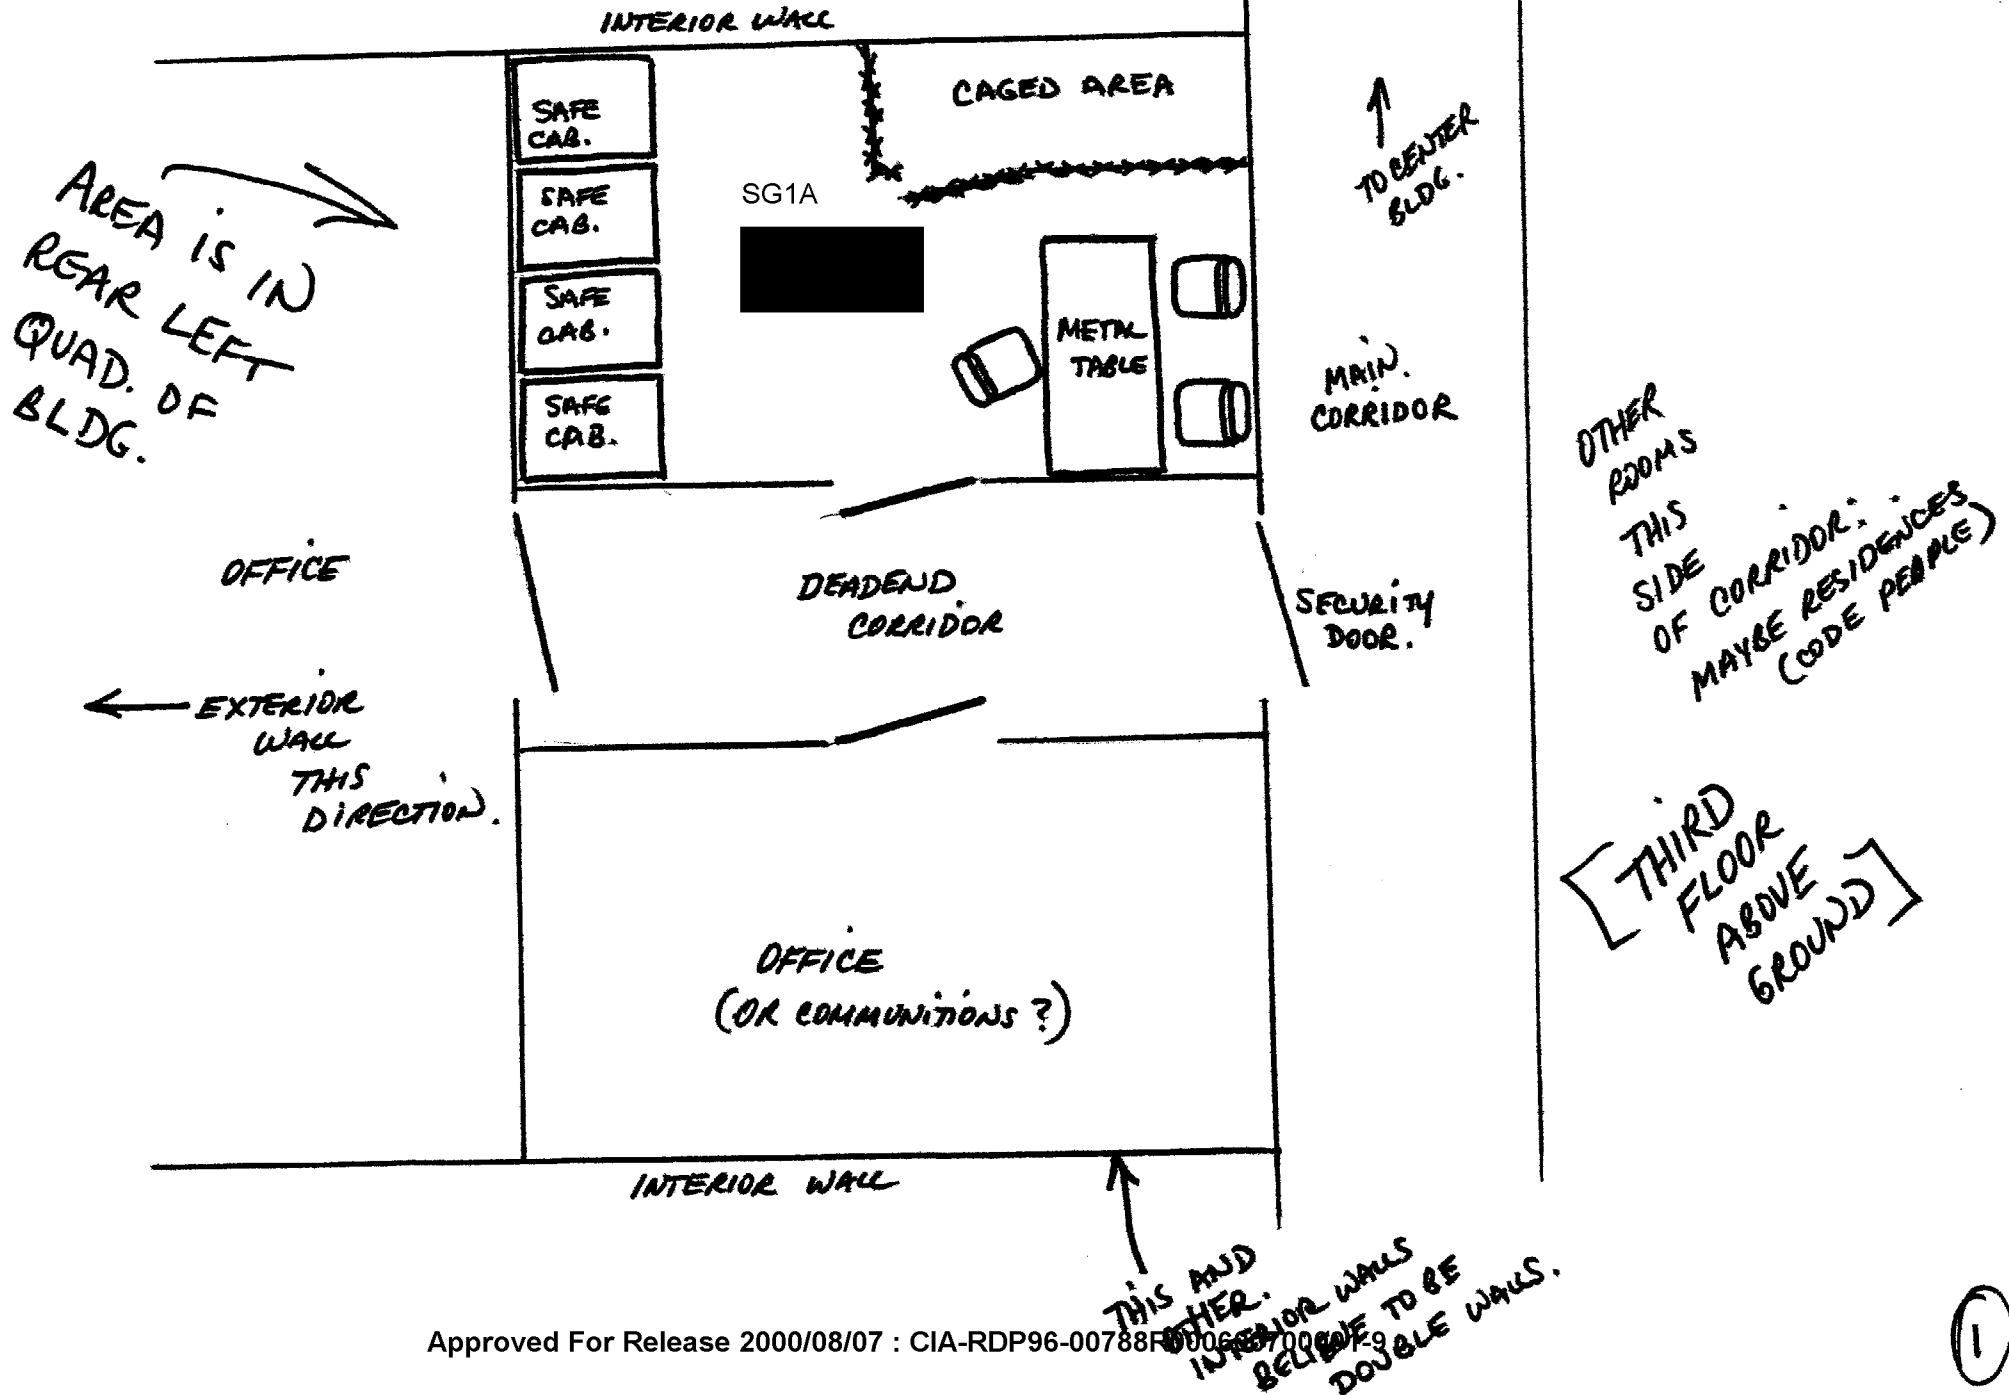 INTERIOR WALL
CAGED AREA
SAFE
CAB.
SAFE
CAB.
SAFE
CAB.
SAFE
CAB.
SG1A
TO CENTER
BLDG.
AREA IS IN
REAR LEFT
QUAD. OF
BLDG.
METAL
TABLE
MAIN.
CORRIDOR
OTHER
ROOMS
THIS
SIDE
OF CORRIDOR:
MAYBE RESIDENCES
(CODE PEOPLE)
OFFICE
DEADEND
CORRIDOR
SECURITY
DOOR.
EXTERIOR
WALL
THIS
DIRECTION.
[THIRD
FLOOR
ABOVE
GROUND]
OFFICE
(OR COMMUNITIONS?)
INTERIOR WALL
THIS AND
OTHER.
INTERIOR WALLS
BELIEVE TO BE
DOUBLE WALLS.
Approved For Release 2000/08/07 : CIA-RDP96-00788R
1